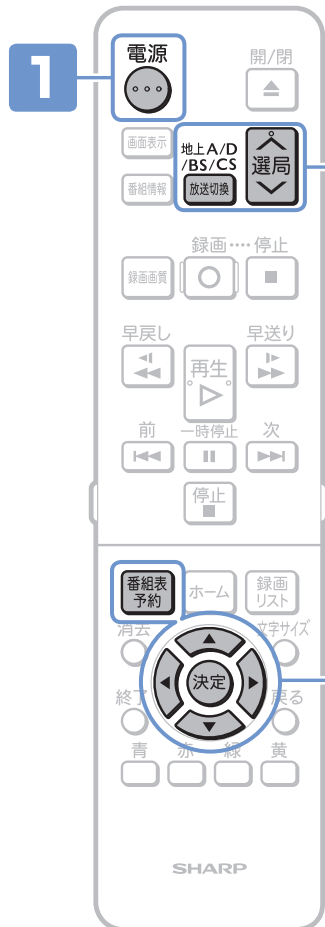 1
電源
開/閉
画面表示
地上A/D
/BS/CS
選局
番組情報
放送切換
録画‥‥停止
録画画質
早戻し
早送り
再生
前
一時停止
次
停止
番組表
予約
ホーム
録画
リスト
消去
文字サイズ
決定
終了
戻る
青 赤 緑 黄
SHARP